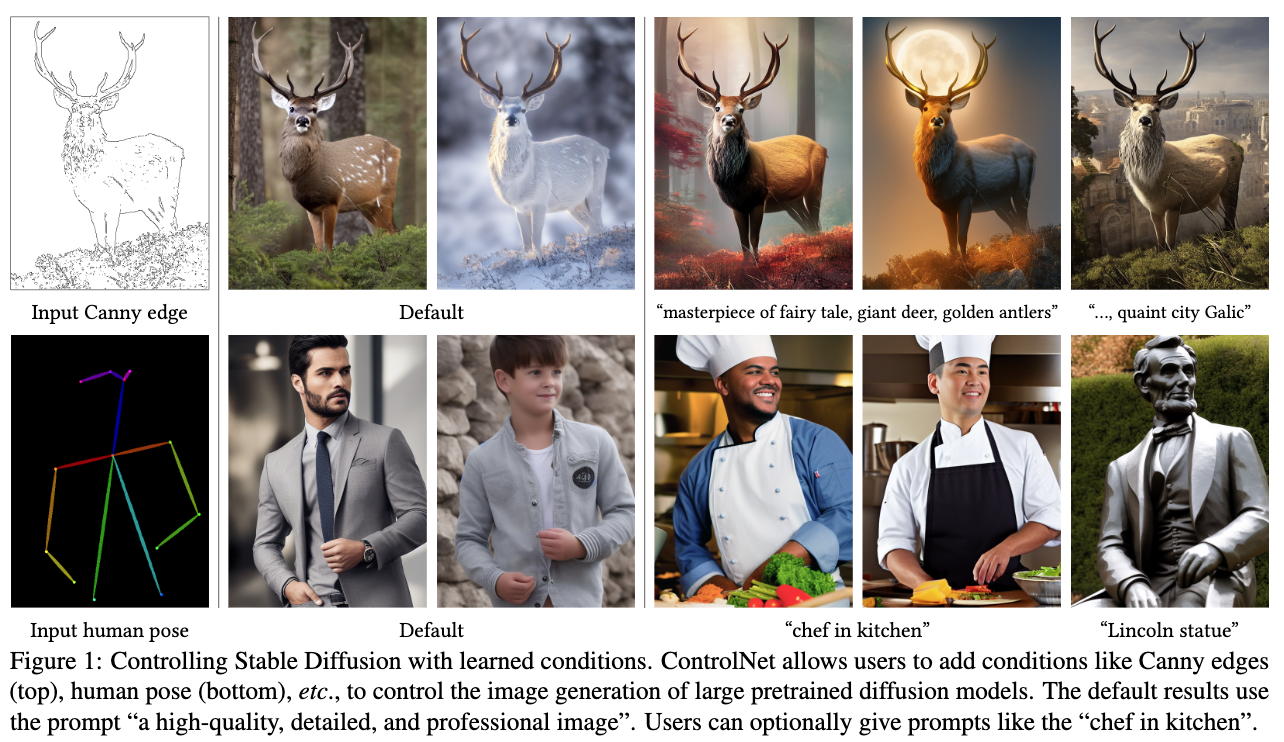 Input Canny edge
Default
“masterpiece of fairy tale, giant deer, golden antlers”
“..., quaint city Galic”
Input human pose
Default
“chef in kitchen”
“Lincoln statue”
Figure 1: Controlling Stable Diffusion with learned conditions. ControlNet allows users to add conditions like Canny edges
(top), human pose (bottom), etc., to control the image generation of large pretrained diffusion models. The default results use
the prompt “a high-quality, detailed, and professional image”. Users can optionally give prompts like the “chef in kitchen”.